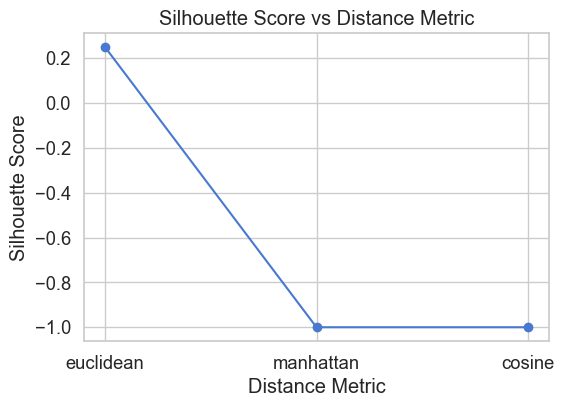 Silhouette Score vs Distance Metric
Silhouette Score
0.2
0.0
−0.2
−0.4
−0.6
−0.8
−1.0
euclidean manhattan cosine
Distance Metric